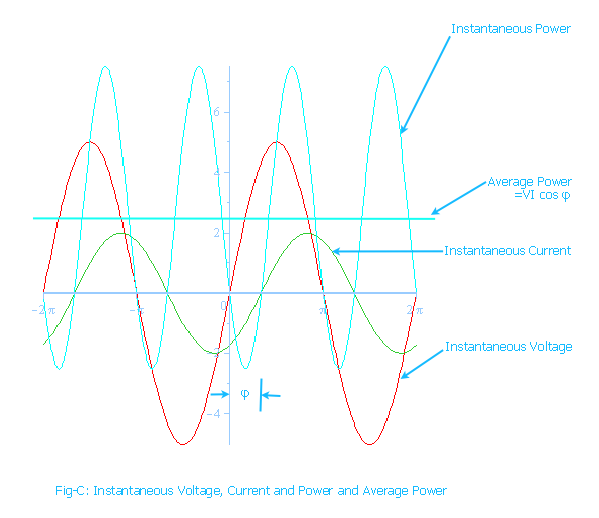 Instantaneous Power
6
4
Average Power
=VI cos φ
2
Instantaneous Current
-2π
-π
0
π
2π
-2
Instantaneous Voltage
φ
-4
Fig-C: Instantaneous Voltage, Current and Power and Average Power